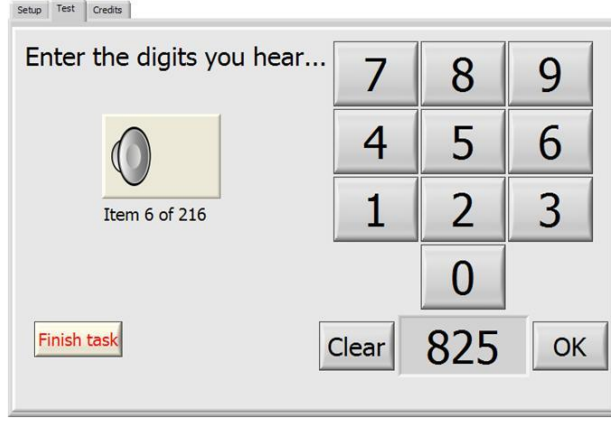 Setup Test Credits
Enter the digits you hear...
7 8 9
4 5 6
Item 6 of 216
1 2 3
0
Finish task
Clear 825 OK